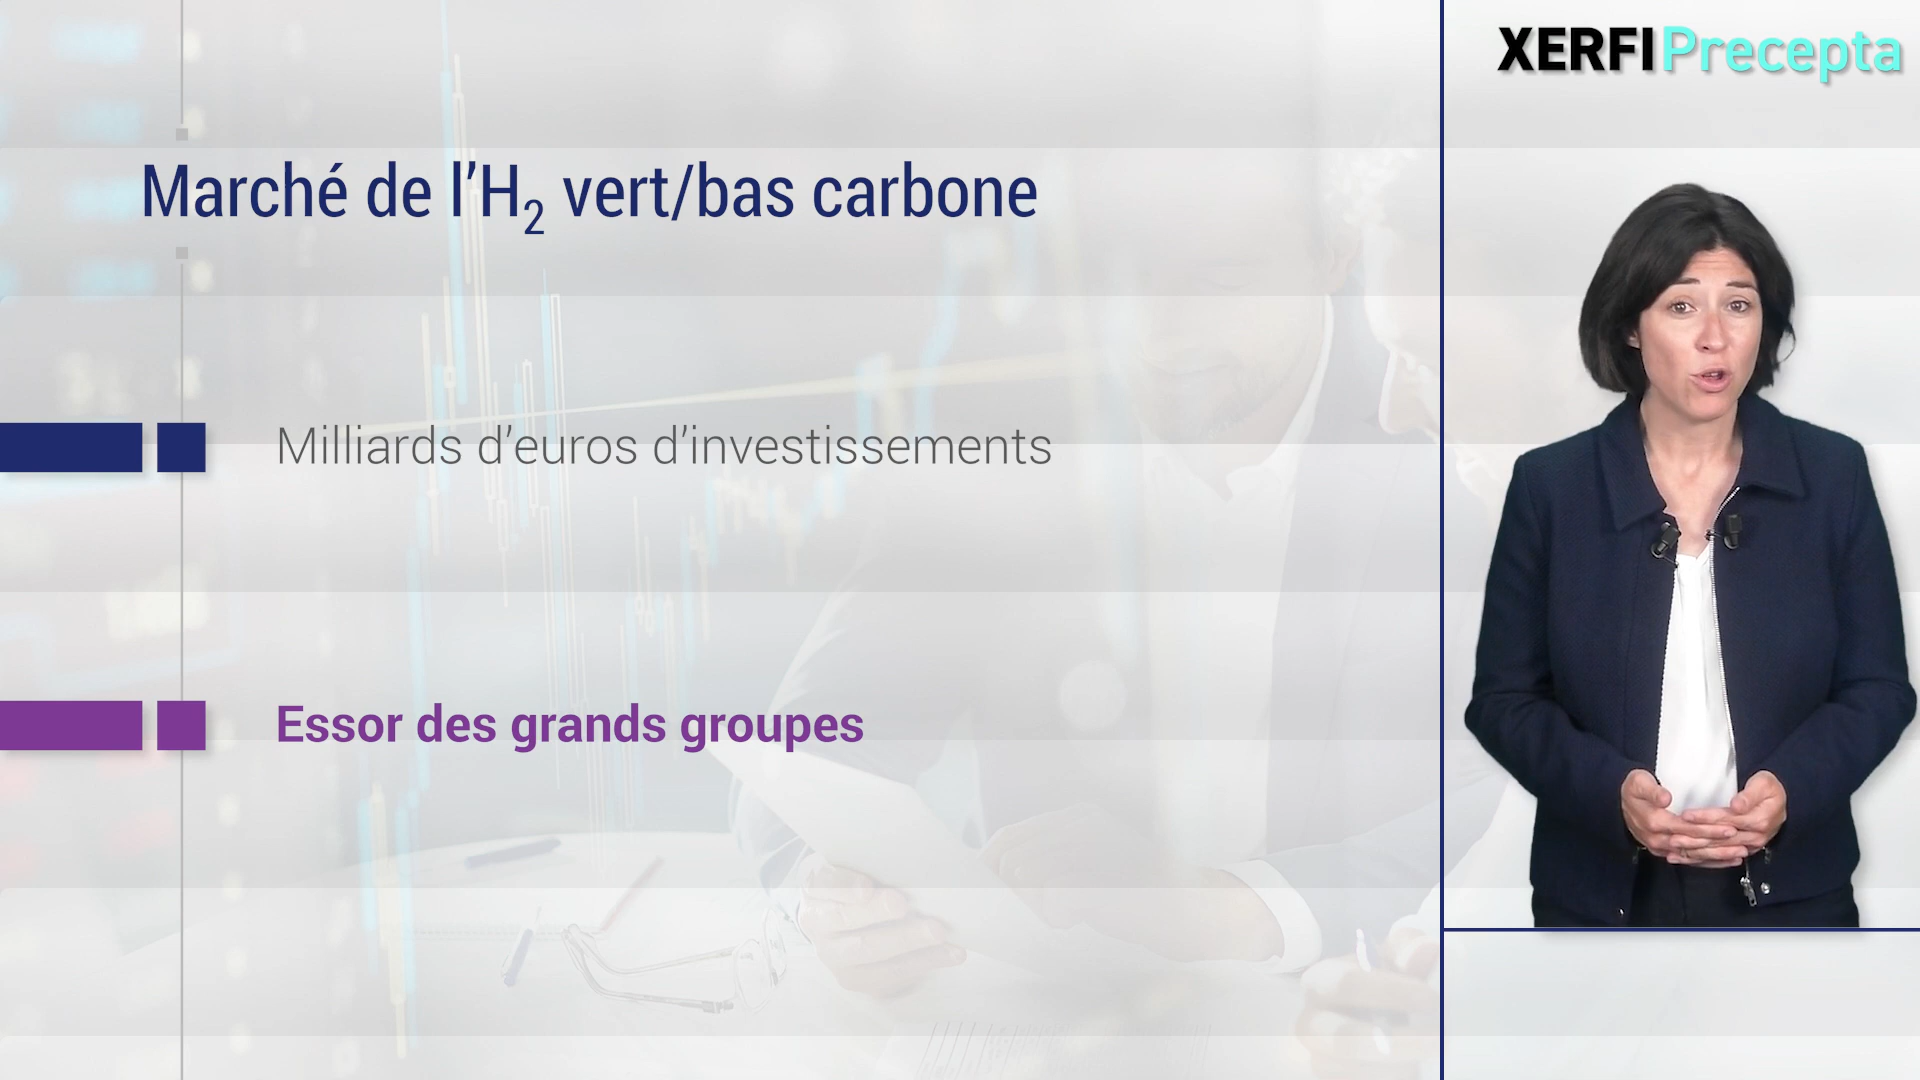 XERFI Precepta
Marché de l'H₂ vert/bas carbone
Milliards d'euros d'investissements
Essor des grands groupes